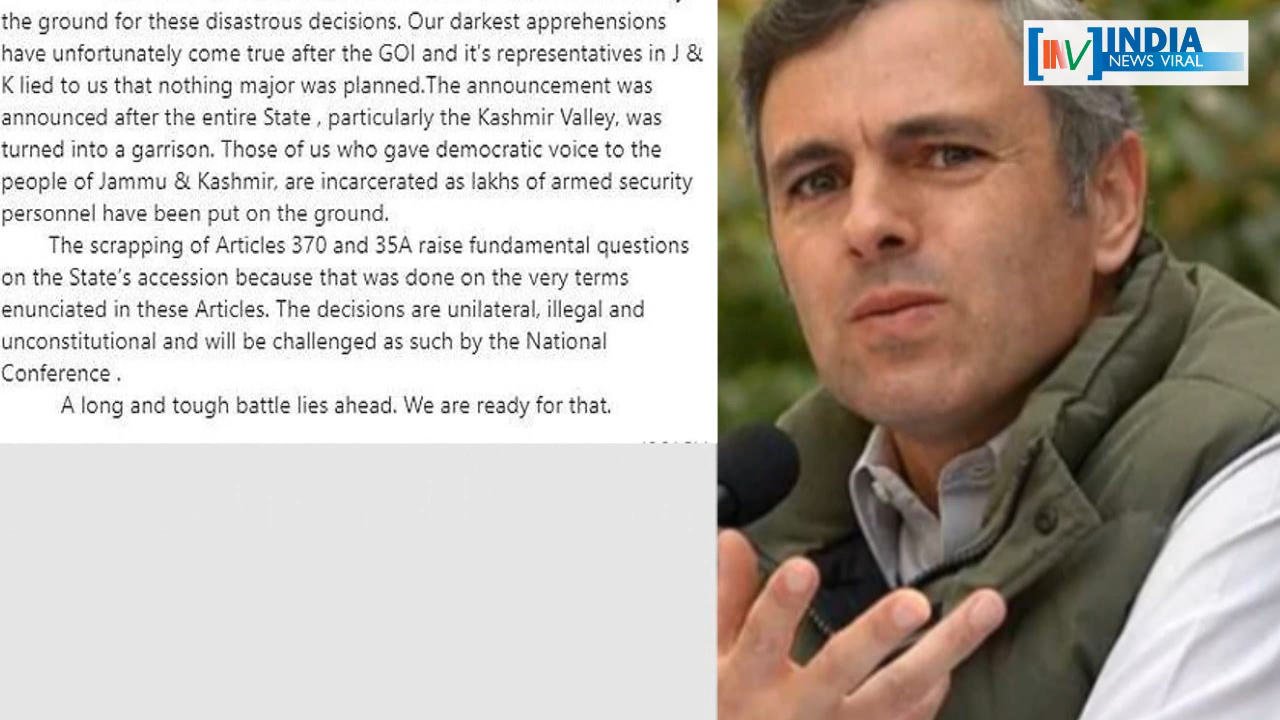 the ground for these disastrous decisions. Our darkest apprehensions
have unfortunately come true after the GOI and it's representatives in J &
K lied to us that nothing major was planned.The announcement was
announced after the entire State , particularly the Kashmir Valley, was
turned into a garrison. Those of us who gave democratic voice to the
people of Jammu & Kashmir, are incarcerated as lakhs of armed security
personnel have been put on the ground.
The scrapping of Articles 370 and 35A raise fundamental questions
on the State's accession because that was done on the very terms
enunciated in these Articles. The decisions are unilateral, illegal and
unconstitutional and will be challenged as such by the National
Conference .
A long and tough battle lies ahead. We are ready for that.
[INV] INDIA
NEWS VIRAL